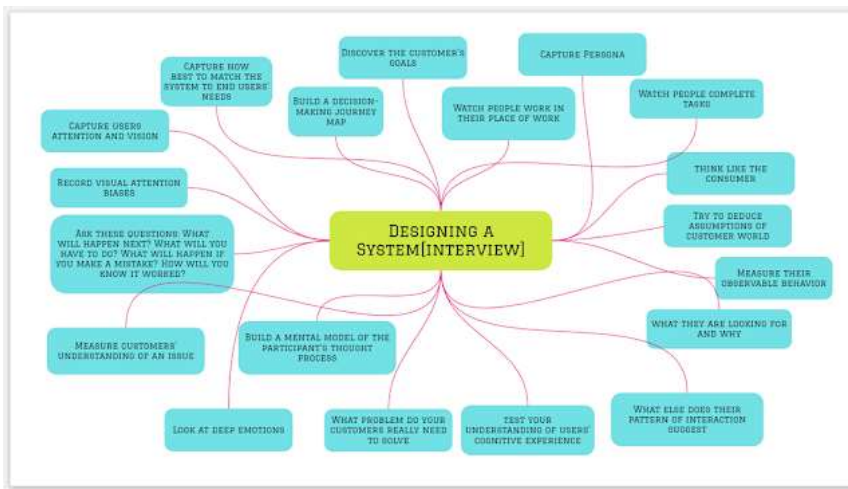 Discover the customer's
goals
Capture Persona
Capture how
best to match the
system to end users'
needs
Build a decision-
making journey
map
Watch people work in
their place of work
Watch people complete
tasks
Capture users
attention and vision
Think like the
consumer
Record visual attention
biases
Ask these questions: What
will happen next? What will you
have to do? What will happen if
you make a mistake? How will you
know it worked?
Designing a
System[interview]
Try to deduce
assumptions of
customer world
Measure their
observable behavior
Measure customers'
understanding of an issue
Build a mental model of the
participant's thought
process
what they are looking for
and why
Look at deep emotions
What problem do your
customers really need
to solve
test your
understanding of users'
cognitive experience
What else does their
pattern of interaction
suggest